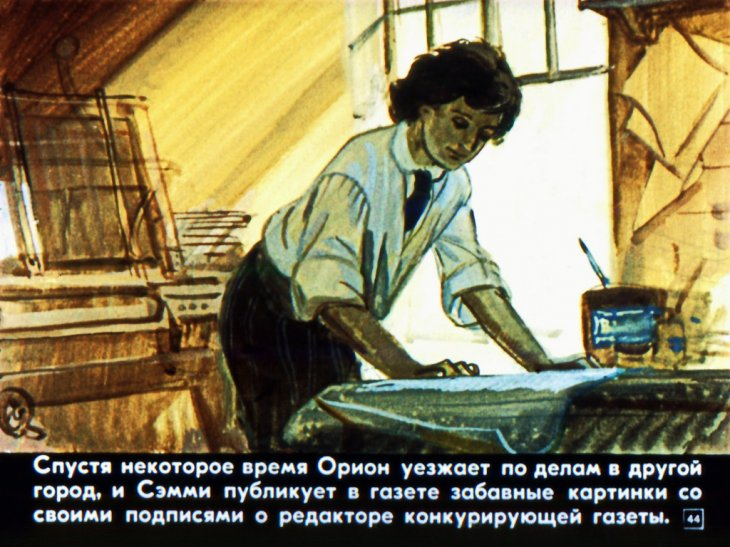 Спустя некоторое время Орион уезжает по делам в другой
город, и Сэмми публикует в газете забавные картинки со
своими подписями о редакторе конкурирующей газеты. 44